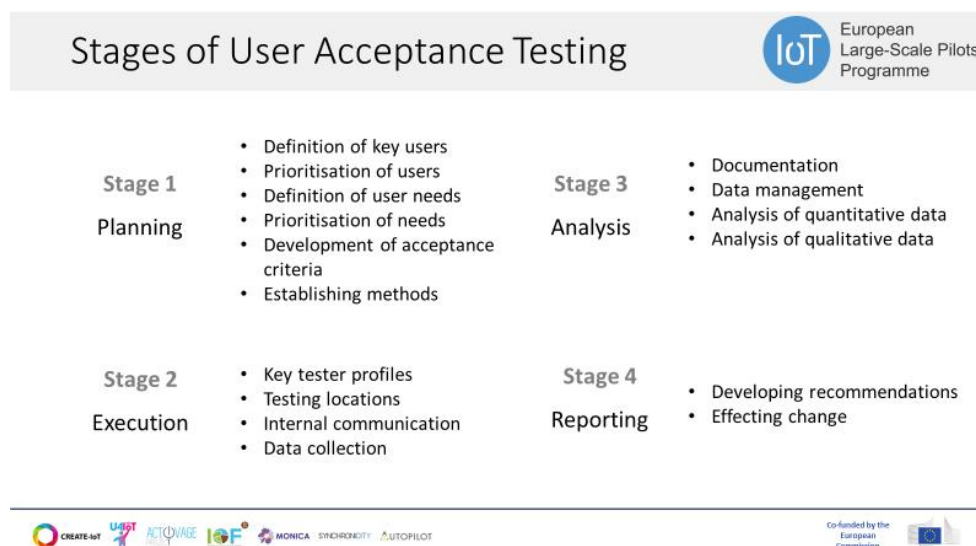 Stages of User Acceptance Testing
IoT
European
Large-Scale Pilots
Programme
Stage 1
Planning
• Definition of key users
• Prioritisation of users
• Definition of user needs
• Prioritisation of needs
• Development of acceptance
criteria
• Establishing methods
Stage 2
Execution
• Key tester profiles
• Testing locations
• Internal communication
• Data collection
Stage 3
Analysis
• Documentation
• Data management
• Analysis of quantitative data
• Analysis of qualitative data
Stage 4
Reporting
• Developing recommendations
• Effecting change
CREATE-IoT
U4IoT
ACTIVAGE
IOF
MONICA
SYNCHRONICITY
AUTOPILOT
Co-funded by the
European
Commission